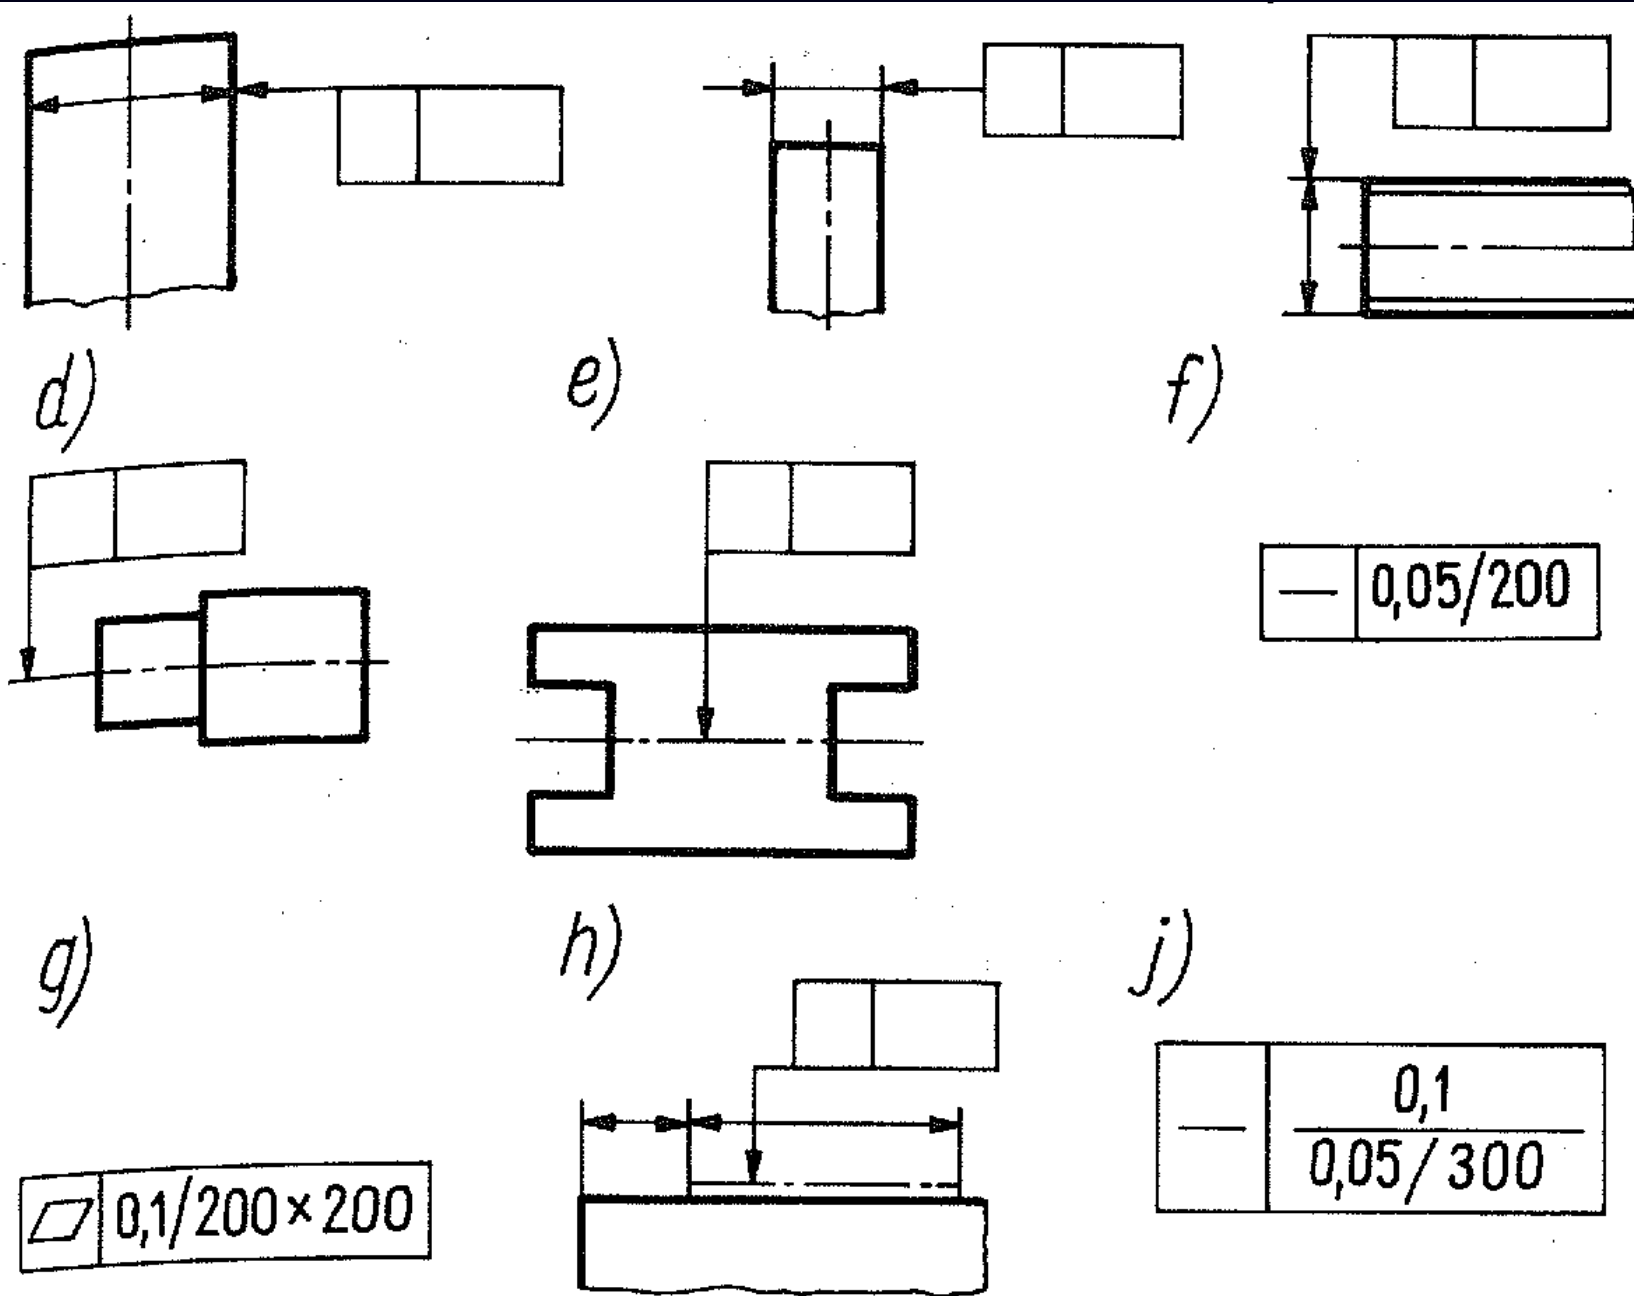 d)
e)
f)
— 0,05/200
g)
h)
j)
⏥ 0,1/200×200
— 0,1
0,05/300